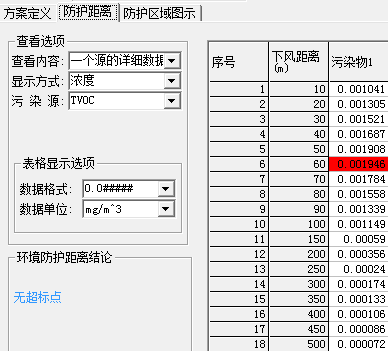 方案定义 防护距离 防护区域图示
查看选项
查看内容: 一个源的详细数据
显示方式: 浓度
污 染 源: TVOC
表格显示选项
数据格式: 0.0#####
数据单位: mg/m^3
环境防护距离结论
无超标点
序号 下风距离(m) 污染物1
1 10 0.001041
2 20 0.001305
3 30 0.001521
4 40 0.001687
5 50 0.001908
6 60 0.001946
7 70 0.001784
8 80 0.001558
9 90 0.001339
10 100 0.001149
11 150 0.00059
12 200 0.000356
13 250 0.00024
14 300 0.000174
15 350 0.000133
16 400 0.000106
17 450 0.000086
18 500 0.000072